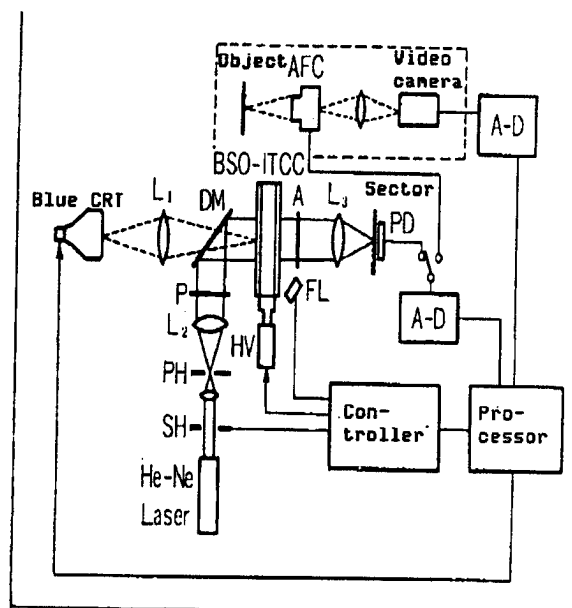 Object
AFC
Video
camera
A-D
BSO-ITCC
Blue CRT
L1
DM
A
L3
Sector
PD
P
FL
L2
HV
A-D
PH
SH
Con-
troller
Pro-
cessor
He-Ne
Laser